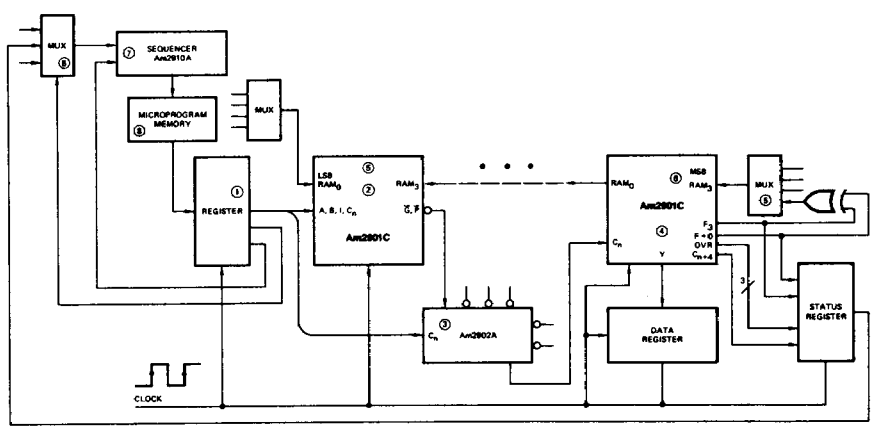 MUX
6
7
SEQUENCER
Am2910A
8
MICROPROGRAM
MEMORY
MUX
1
REGISTER
LSB
5
RAM0
2
RAM3
A, B, I, Cn
G, P
Am2901C
RAM0
6
MSB
RAM3
Am2901C
4
Cn
Y
F3
F = 0
OVR
Cn+4
MUX
5
3
STATUS
REGISTER
3
Cn
Am2902A
DATA
REGISTER
CLOCK